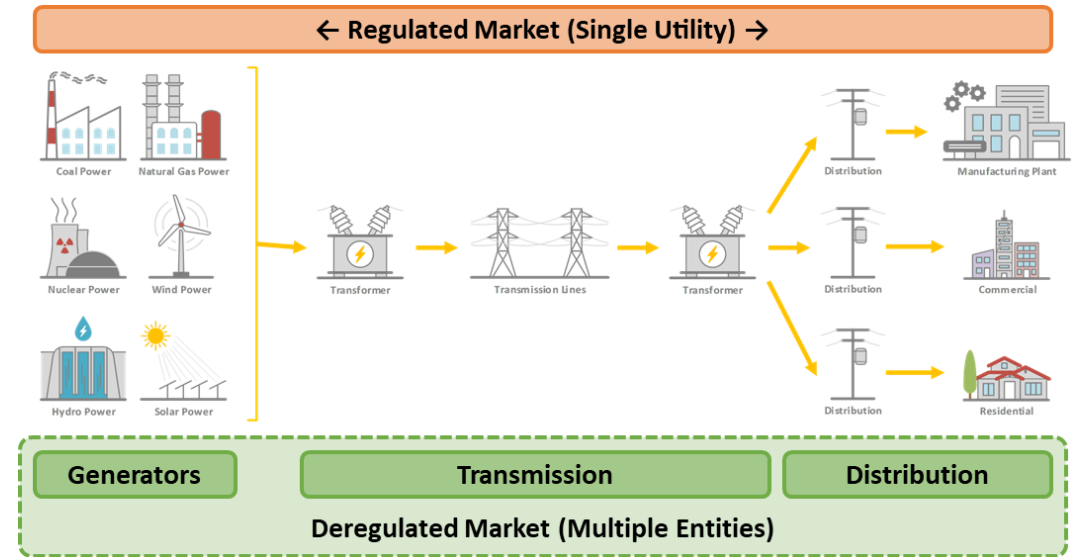 ← Regulated Market (Single Utility) →
Coal Power
Natural Gas Power
Distribution
Manufacturing Plant
Nuclear Power
Wind Power
Transformer
Transmission Lines
Transformer
Distribution
Commercial
Hydro Power
Solar Power
Distribution
Residential
Generators
Transmission
Distribution
Deregulated Market (Multiple Entities)